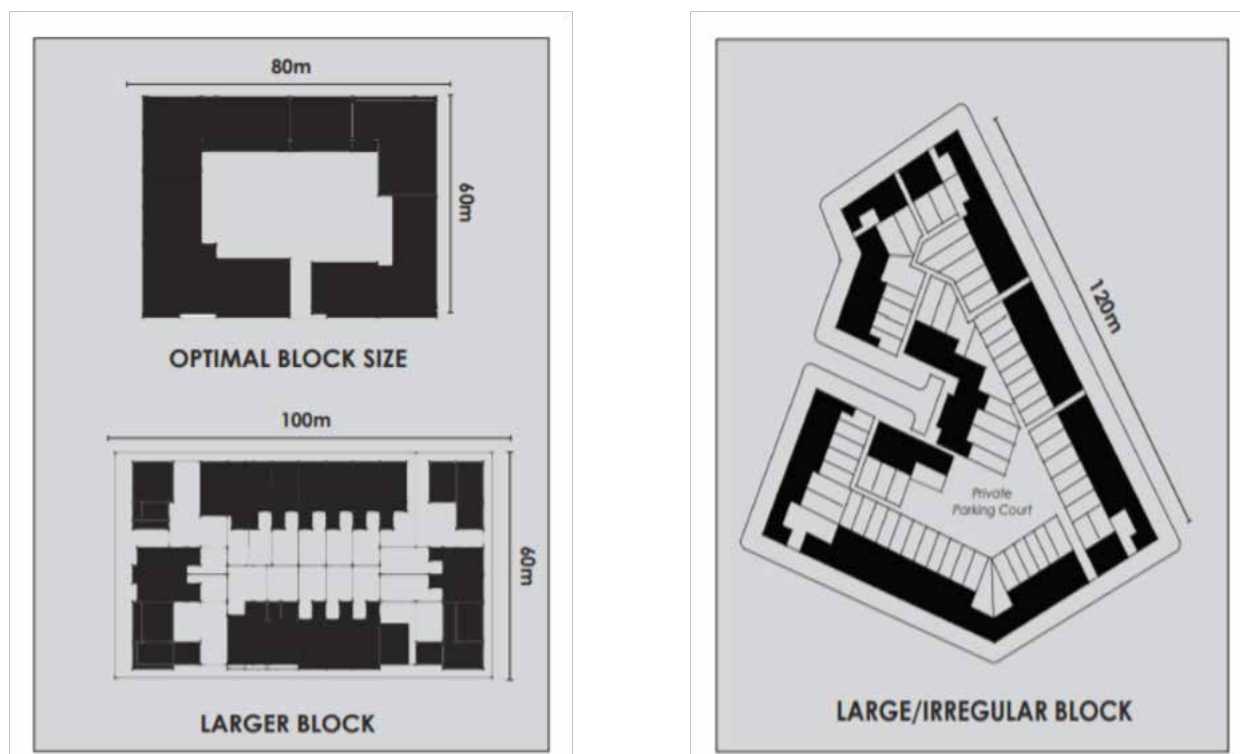 80m
60m
OPTIMAL BLOCK SIZE
100m
60m
LARGER BLOCK
120m
Private
Parking Court
LARGE/IRREGULAR BLOCK